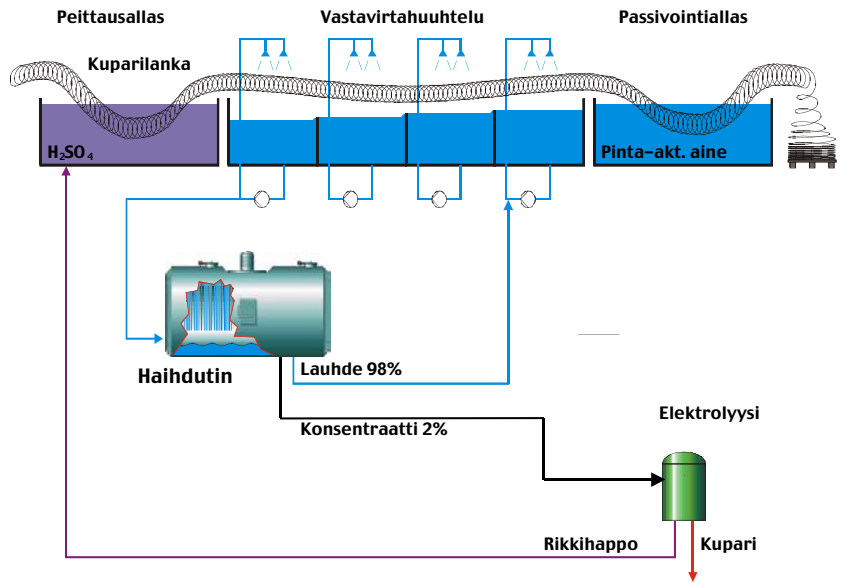 Peittausallas
Vastavirtahuuhtelu
Passivointiallas
Kuparilanka
H₂SO₄
Pinta-akt. aine
Haihdutin
Lauhde 98%
Konsentraatti 2%
Elektrolyysi
Rikkihappo
Kupari